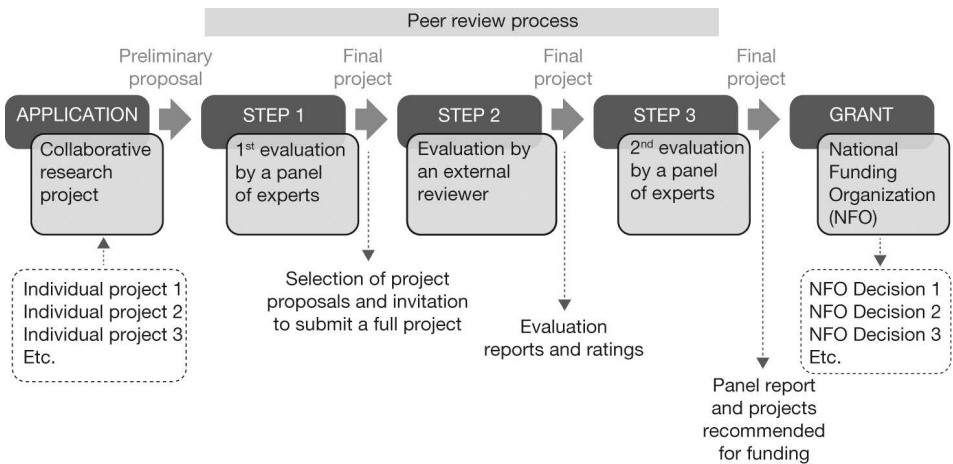 Peer review process
Preliminary
proposal
Final
project
Final
project
Final
project
APPLICATION
Collaborative
research
project
STEP 1
1st evaluation
by a panel
of experts
STEP 2
Evaluation by
an external
reviewer
STEP 3
2nd evaluation
by a panel
of experts
GRANT
National
Funding
Organization
(NFO)
Individual project 1
Individual project 2
Individual project 3
Etc.
Selection of project
proposals and invitation
to submit a full project
Evaluation
reports and ratings
Panel report
and projects
recommended
for funding
NFO Decision 1
NFO Decision 2
NFO Decision 3
Etc.